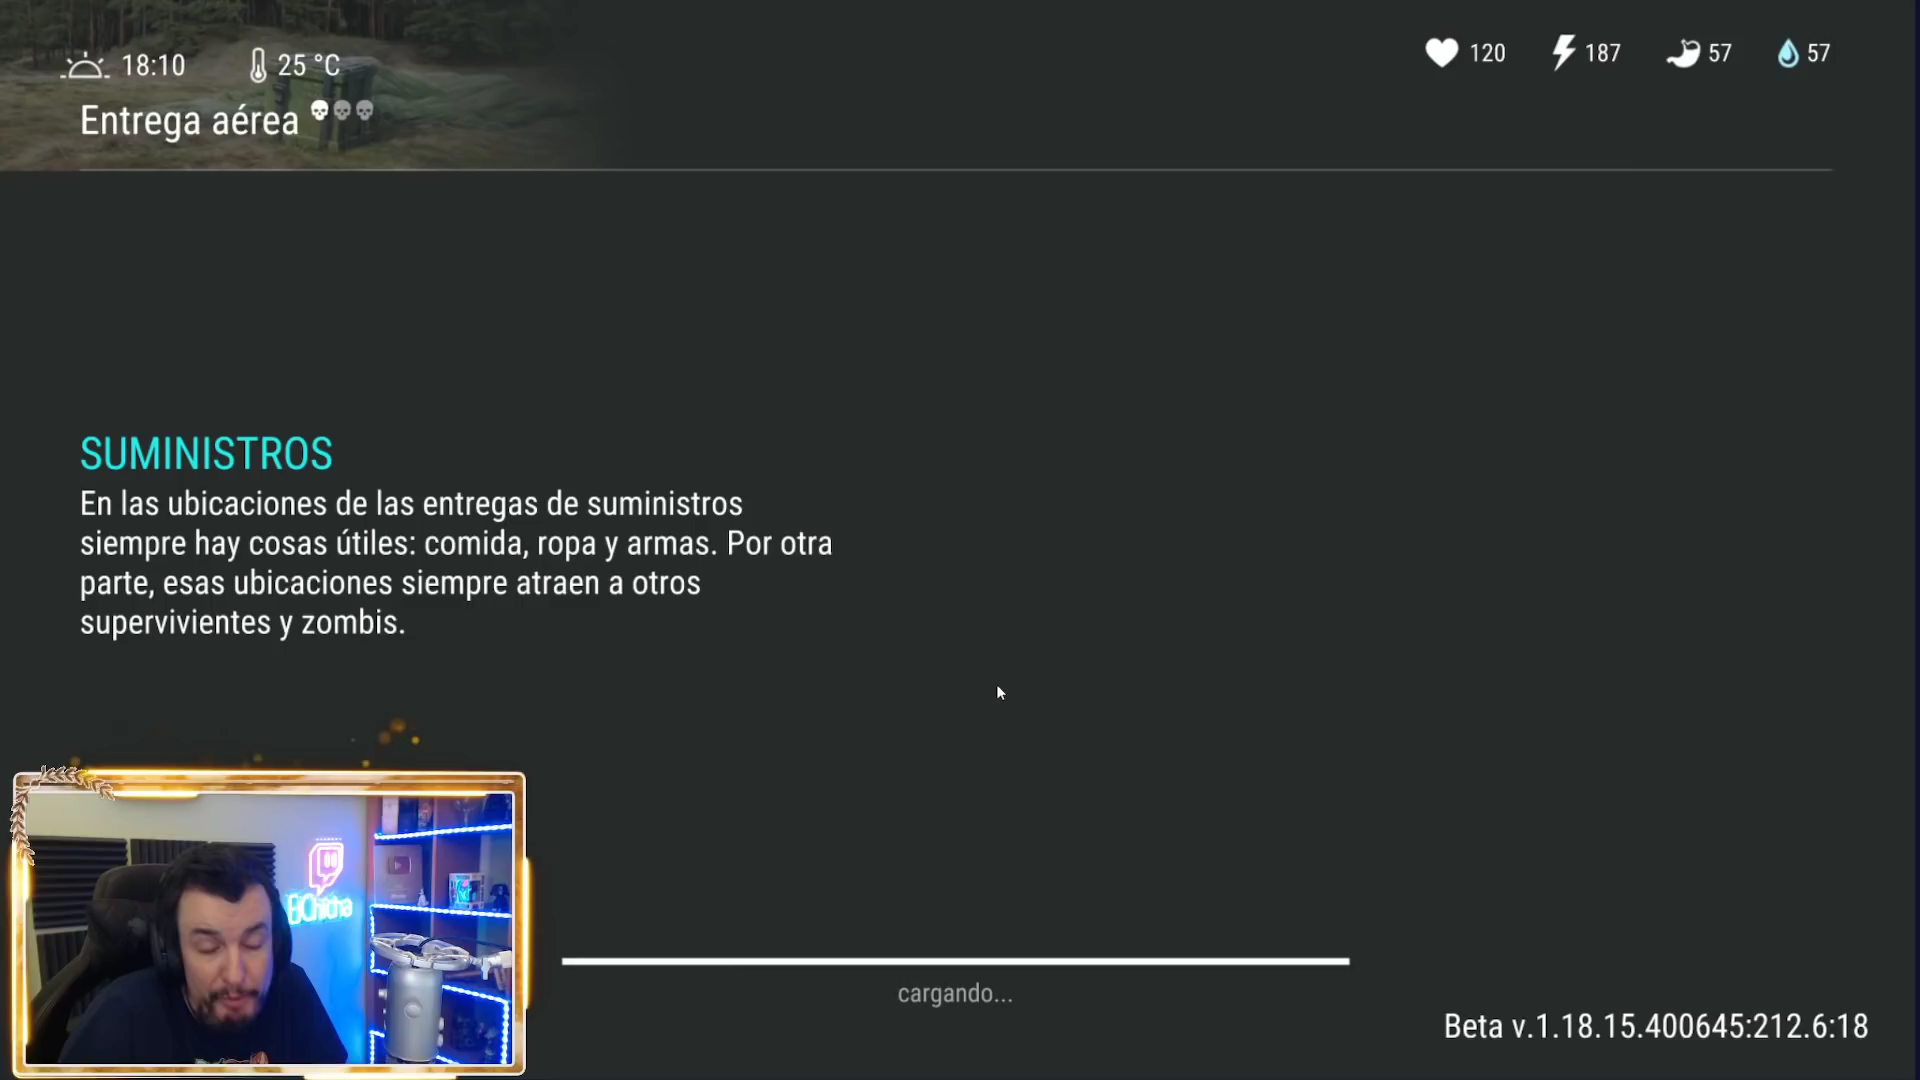 18:10
25 °C
120
187
57
57
Entrega aérea
SUMINISTROS
En las ubicaciones de las entregas de suministros
siempre hay cosas útiles: comida, ropa y armas. Por otra
parte, esas ubicaciones siempre atraen a otros
supervivientes y zombis.
ElChicha
cargando...
Beta v.1.18.15.400645:212.6:18